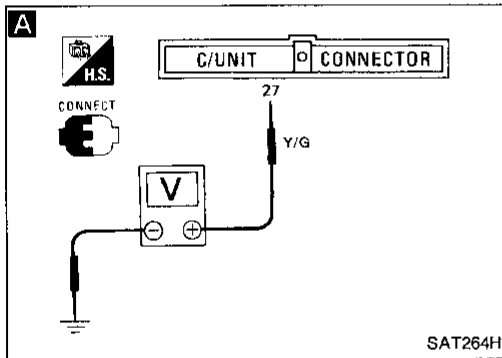 A
H.S.
C/UNIT CONNECTOR
27
CONNECT
Y/G
V
SAT264H